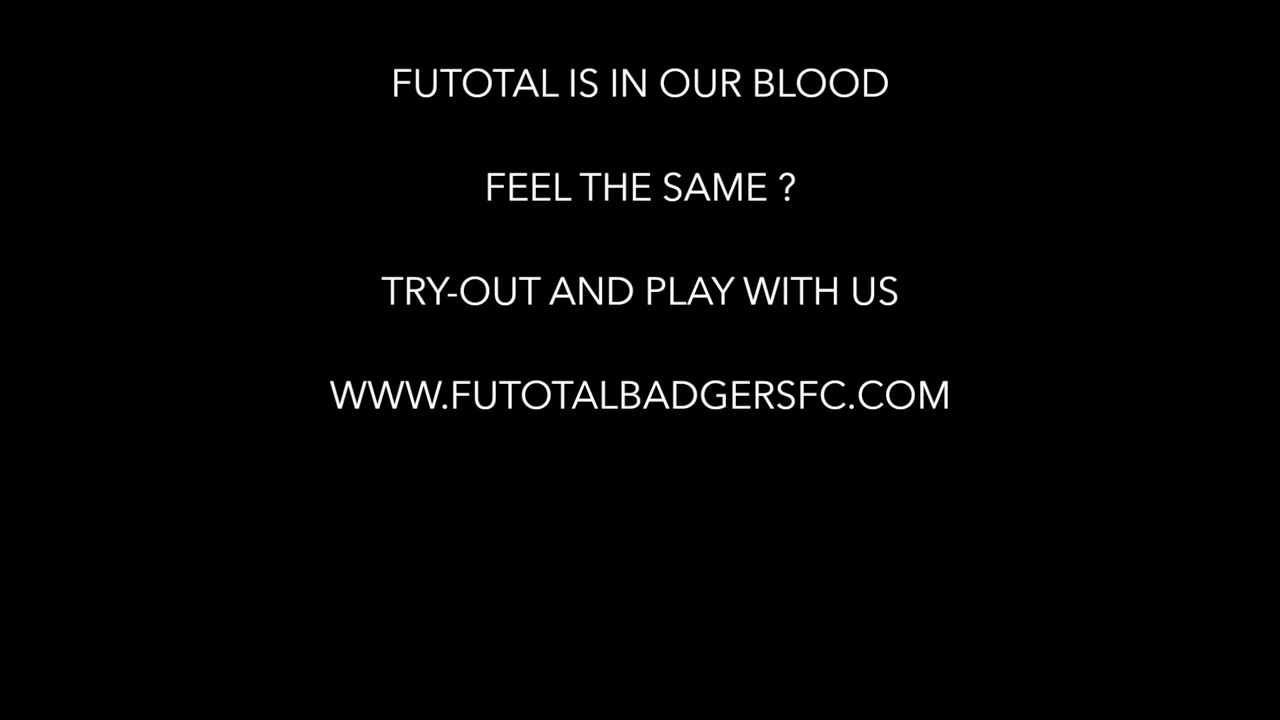 FUTOTAL IS IN OUR BLOOD
FEEL THE SAME ?
TRY-OUT AND PLAY WITH US
WWW.FUTOTALBADGERSFC.COM